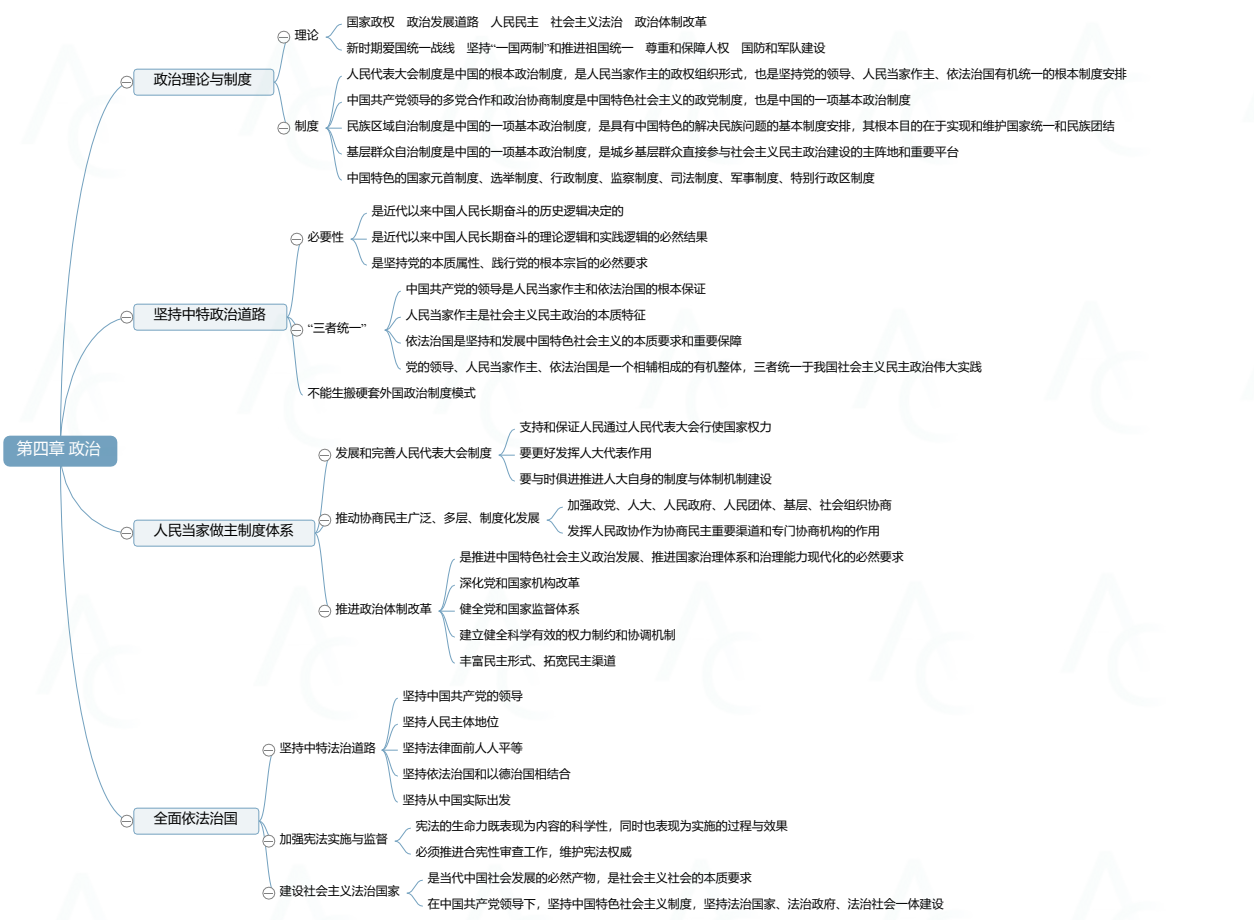 第四章 政治
政治理论与制度
理论
国家政权 政治发展道路 人民民主 社会主义法治 政治体制改革
新时期爱国统一战线 坚持“一国两制”和推进祖国统一 尊重和保障人权 国防和军队建设
制度
人民代表大会制度是中国的根本政治制度，是人民当家作主的政权组织形式，也是坚持党的领导、人民当家作主、依法治国有机统一的根本制度安排
中国共产党领导的多党合作和政治协商制度是中国特色社会主义的政党制度，也是中国的一项基本政治制度
民族区域自治制度是中国的一项基本政治制度，是具有中国特色的解决民族问题的基本制度安排，其根本目的在于实现和维护国家统一和民族团结
基层群众自治制度是中国的一项基本政治制度，是城乡基层群众直接参与社会主义民主政治建设的主阵地和重要平台
中国特色的国家元首制度、选举制度、行政制度、监察制度、司法制度、军事制度、特别行政区制度
坚持中特政治道路
必要性
是近代以来中国人民长期奋斗的历史逻辑决定的
是近代以来中国人民长期奋斗的理论逻辑和实践逻辑的必然结果
是坚持党的本质属性、践行党的根本宗旨的必然要求
“三者统一”
中国共产党的领导是人民当家作主和依法治国的根本保证
人民当家作主是社会主义民主政治的本质特征
依法治国是坚持和发展中国特色社会主义的本质要求和重要保障
党的领导、人民当家作主、依法治国是一个相辅相成的有机整体，三者统一于我国社会主义民主政治伟大实践
不能生搬硬套外国政治制度模式
人民当家做主制度体系
发展和完善人民代表大会制度
支持和保证人民通过人民代表大会行使国家权力
要更好发挥人大代表作用
要与时俱进推进人大自身的制度与体制机制建设
推动协商民主广泛、多层、制度化发展
加强政党、人大、人民政府、人民团体、基层、社会组织协商
发挥人民政协作为协商民主重要渠道和专门协商机构的作用
推进政治体制改革
是推进中国特色社会主义政治发展、推进国家治理体系和治理能力现代化的必然要求
深化党和国家机构改革
健全党和国家监督体系
建立健全科学有效的权力制约和协调机制
丰富民主形式、拓宽民主渠道
全面依法治国
坚持中特法治道路
坚持中国共产党的领导
坚持人民主体地位
坚持法律面前人人平等
坚持依法治国和以德治国相结合
坚持从中国实际出发
加强宪法实施与监督
宪法的生命力既表现为内容的科学性，同时也表现为实施的过程与效果
必须推进合宪性审查工作，维护宪法权威
建设社会主义法治国家
是当代中国社会发展的必然产物，是社会主义社会的本质要求
在中国共产党领导下，坚持中国特色社会主义制度，坚持法治国家、法治政府、法治社会一体建设